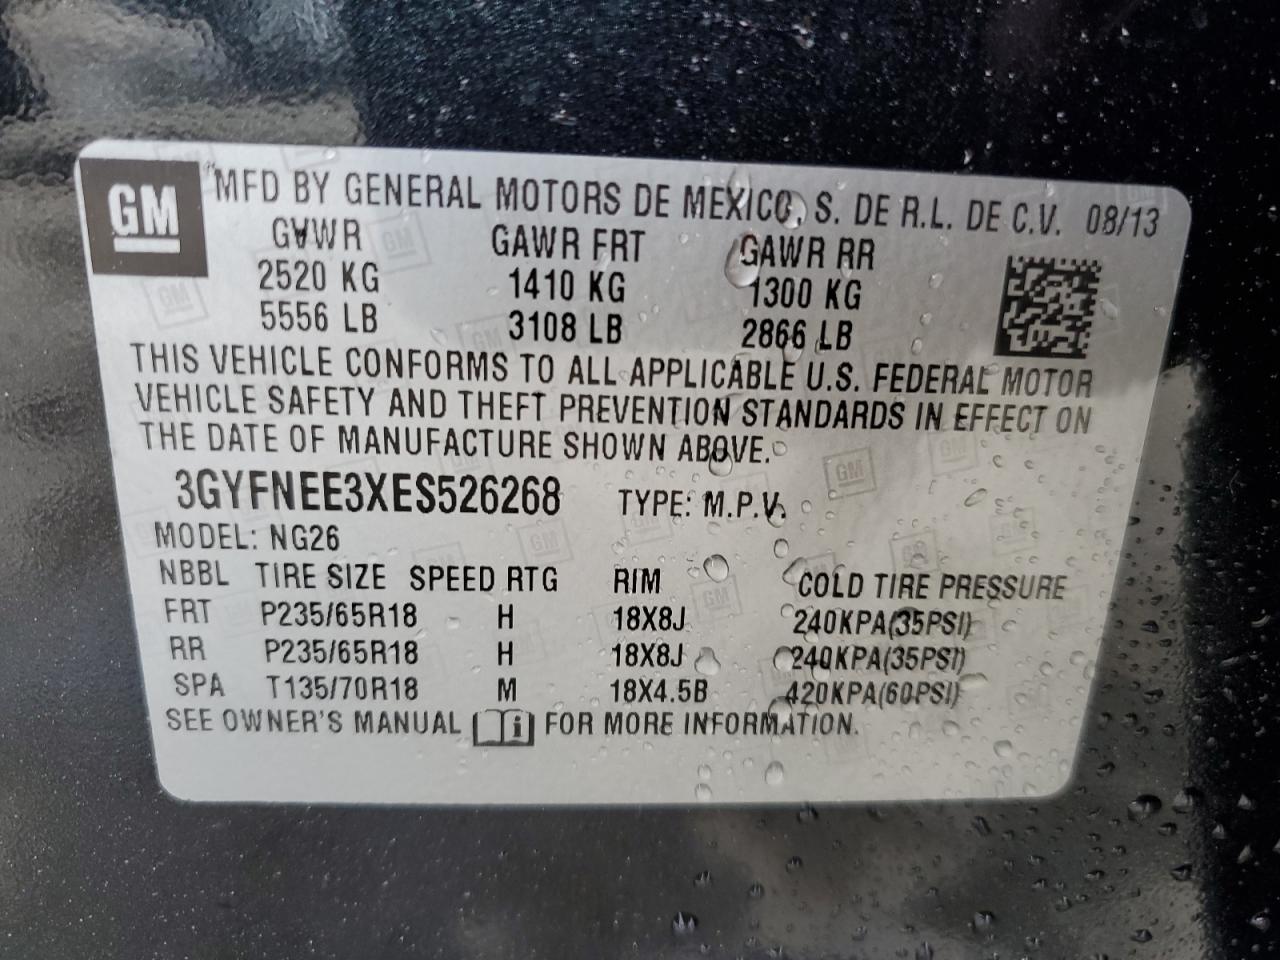 GM
MFD BY GENERAL MOTORS DE MEXICO, S. DE R.L. DE C.V. 08/13
GVWR GAWR FRT GAWR RR
2520 KG 1410 KG 1300 KG
5556 LB 3108 LB 2866 LB
THIS VEHICLE CONFORMS TO ALL APPLICABLE U.S. FEDERAL MOTOR
VEHICLE SAFETY AND THEFT PREVENTION STANDARDS IN EFFECT ON
THE DATE OF MANUFACTURE SHOWN ABOVE.
3GYFNEE3XES526268 TYPE: M.P.V.
MODEL: NG26
NBBL TIRE SIZE SPEED RTG RIM COLD TIRE PRESSURE
FRT P235/65R18 H 18X8J 240KPA(35PSI)
RR P235/65R18 H 18X8J 240KPA(35PSI)
SPA T135/70R18 M 18X4.5B 420KPA(60PSI)
SEE OWNER'S MANUAL i FOR MORE INFORMATION.